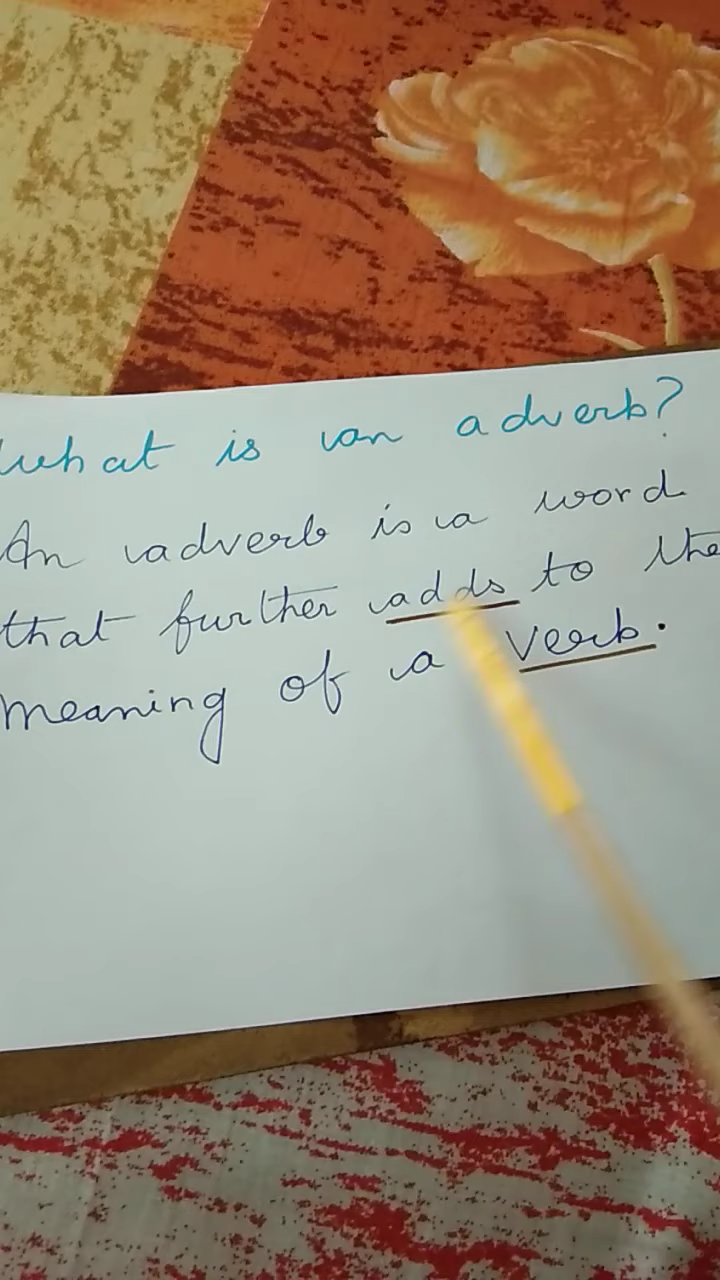 What is an adverb?
An adverb is a word
that further adds to the
meaning of a verb.